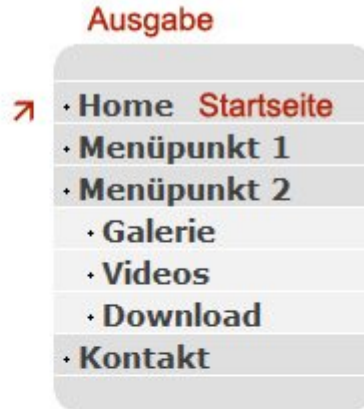 Ausgabe
Home Startseite
Menüpunkt 1
Menüpunkt 2
Galerie
Videos
Download
Kontakt